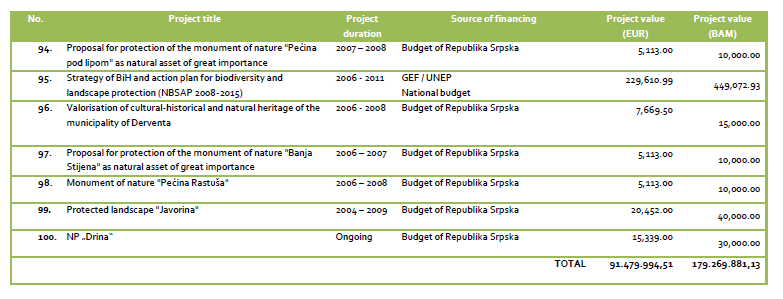 No. Project title Project duration Source of financing Project value (EUR) Project value (BAM)
94. Proposal for protection of the monument of nature "Pećina pod lipom" as natural asset of great importance 2007 – 2008 Budget of Republika Srpska 5,113.00 10,000.00
95. Strategy of BiH and action plan for biodiversity and landscape protection (NBSAP 2008-2015) 2006 - 2011 GEF / UNEP National budget 229,610.99 449,072.93
96. Valorisation of cultural-historical and natural heritage of the municipality of Derventa 2006 - 2008 Budget of Republika Srpska 7,669.50 15,000.00
97. Proposal for protection of the monument of nature "Banja Stijena" as natural asset of great importance 2006 – 2007 Budget of Republika Srpska 5,113.00 10,000.00
98. Monument of nature "Pećina Rastuša" 2006 – 2008 Budget of Republika Srpska 5,113.00 10,000.00
99. Protected landscape "Javorina" 2004 – 2009 Budget of Republika Srpska 20,452.00 40,000.00
100. NP „Drina“ Ongoing Budget of Republika Srpska 15,339.00 30,000.00
TOTAL 91.479.994,51 179.269.881,13